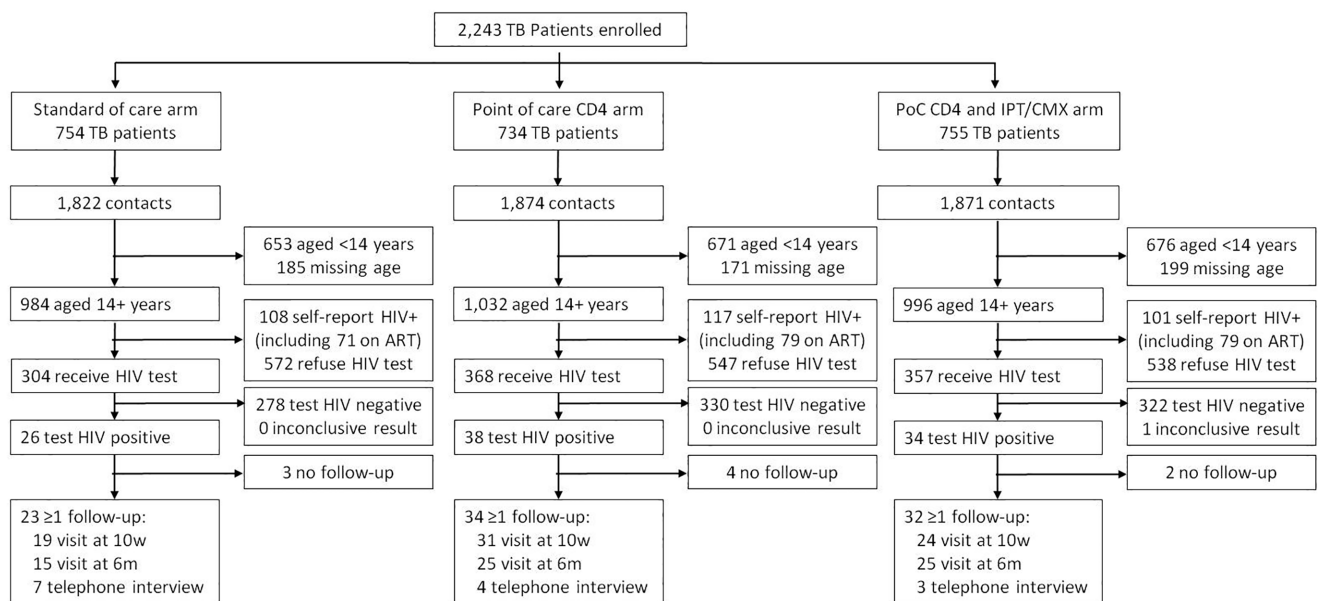 2,243 TB Patients enrolled
Standard of care arm
754 TB patients
1,822 contacts
653 aged <14 years
185 missing age
984 aged 14+ years
108 self-report HIV+
(including 71 on ART)
572 refuse HIV test
304 receive HIV test
278 test HIV negative
0 inconclusive result
26 test HIV positive
3 no follow-up
23 ≥1 follow-up:
19 visit at 10w
15 visit at 6m
7 telephone interview
Point of care CD4 arm
734 TB patients
1,874 contacts
671 aged <14 years
171 missing age
1,032 aged 14+ years
117 self-report HIV+
(including 79 on ART)
547 refuse HIV test
368 receive HIV test
330 test HIV negative
0 inconclusive result
38 test HIV positive
4 no follow-up
34 ≥1 follow-up:
31 visit at 10w
25 visit at 6m
4 telephone interview
PoC CD4 and IPT/CMX arm
755 TB patients
1,871 contacts
676 aged <14 years
199 missing age
996 aged 14+ years
101 self-report HIV+
(including 79 on ART)
538 refuse HIV test
357 receive HIV test
322 test HIV negative
1 inconclusive result
34 test HIV positive
2 no follow-up
32 ≥1 follow-up:
24 visit at 10w
25 visit at 6m
3 telephone interview